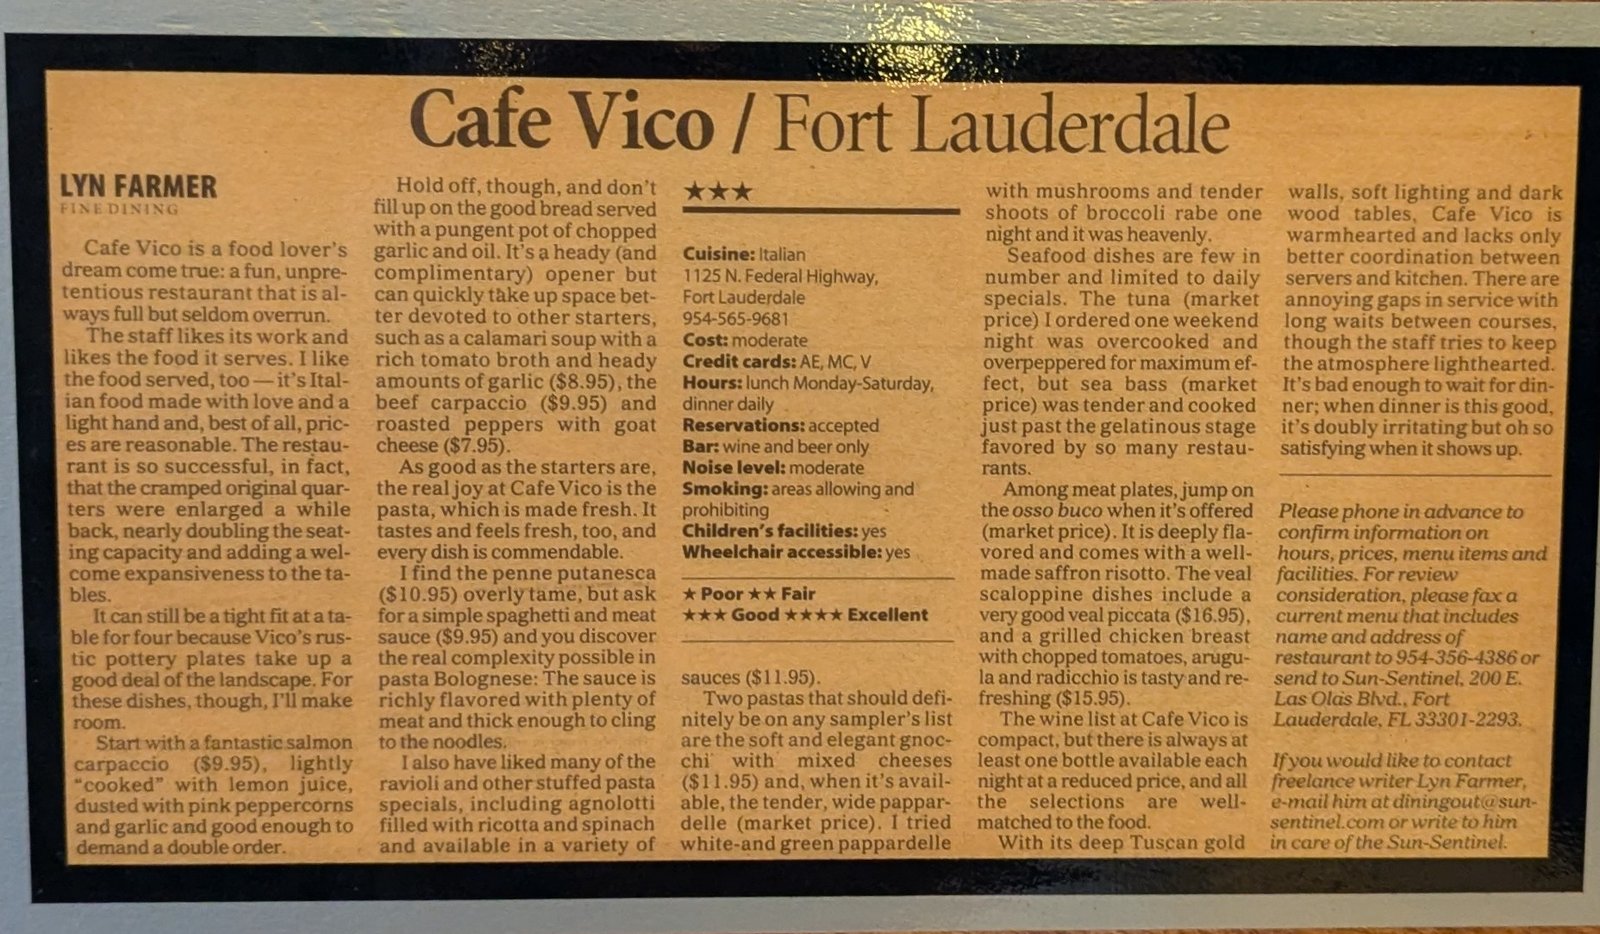 Cafe Vico / Fort Lauderdale
LYN FARMER
FINE DINING
Cafe Vico is a food lover's
dream come true: a fun, unpre-
tentious restaurant that is al-
ways full but seldom overrun.
The staff likes its work and
likes the food it serves. I like
the food served, too — it's Ital-
ian food made with love and a
light hand and, best of all, pric-
es are reasonable. The restau-
rant is so successful, in fact,
that the cramped original quar-
ters were enlarged a while
back, nearly doubling the seat-
ing capacity and adding a wel-
come expansiveness to the ta-
bles.
It can still be a tight fit at a ta-
ble for four because Vico's rus-
tic pottery plates take up a
good deal of the landscape. For
these dishes, though, I'll make
room.
Start with a fantastic salmon
carpaccio ($9.95), lightly
"cooked" with lemon juice,
dusted with pink peppercorns
and garlic and good enough to
demand a double order.
Hold off, though, and don't
fill up on the good bread served
with a pungent pot of chopped
garlic and oil. It's a heady (and
complimentary) opener but
can quickly take up space bet-
ter devoted to other starters,
such as a calamari soup with a
rich tomato broth and heady
amounts of garlic ($8.95), the
beef carpaccio ($9.95) and
roasted peppers with goat
cheese ($7.95).
As good as the starters are,
the real joy at Cafe Vico is the
pasta, which is made fresh. It
tastes and feels fresh, too, and
every dish is commendable.
I find the penne putanesca
($10.95) overly tame, but ask
for a simple spaghetti and meat
sauce ($9.95) and you discover
the real complexity possible in
pasta Bolognese: The sauce is
richly flavored with plenty of
meat and thick enough to cling
to the noodles.
I also have liked many of the
ravioli and other stuffed pasta
specials, including agnolotti
filled with ricotta and spinach
and available in a variety of
★★★
Cuisine: Italian
1125 N. Federal Highway,
Fort Lauderdale
954-565-9681
Cost: moderate
Credit cards: AE, MC, V
Hours: lunch Monday-Saturday,
dinner daily
Reservations: accepted
Bar: wine and beer only
Noise level: moderate
Smoking: areas allowing and
prohibiting
Children's facilities: yes
Wheelchair accessible: yes
★ Poor ★★ Fair
★★★ Good ★★★★ Excellent
sauces ($11.95).
Two pastas that should defi-
nitely be on any sampler's list
are the soft and elegant gnoc-
chi with mixed cheeses
($11.95) and, when it's avail-
able, the tender, wide pappar-
delle (market price). I tried
white-and green pappardelle
with mushrooms and tender
shoots of broccoli rabe one
night and it was heavenly.
Seafood dishes are few in
number and limited to daily
specials. The tuna (market
price) I ordered one weekend
night was overcooked and
overpeppered for maximum ef-
fect, but sea bass (market
price) was tender and cooked
just past the gelatinous stage
favored by so many restau-
rants.
Among meat plates, jump on
the osso buco when it's offered
(market price). It is deeply fla-
vored and comes with a well-
made saffron risotto. The veal
scaloppine dishes include a
very good veal piccata ($16.95),
and a grilled chicken breast
with chopped tomatoes, arugu-
la and radicchio is tasty and re-
freshing ($15.95).
The wine list at Cafe Vico is
compact, but there is always at
least one bottle available each
night at a reduced price, and all
the selections are well-
matched to the food.
With its deep Tuscan gold
walls, soft lighting and dark
wood tables, Cafe Vico is
warmhearted and lacks only
better coordination between
servers and kitchen. There are
annoying gaps in service with
long waits between courses,
though the staff tries to keep
the atmosphere lighthearted.
It's bad enough to wait for din-
ner; when dinner is this good,
it's doubly irritating but oh so
satisfying when it shows up.
Please phone in advance to
confirm information on
hours, prices, menu items and
facilities. For review
consideration, please fax a
current menu that includes
name and address of
restaurant to 954-356-4386 or
send to Sun-Sentinel, 200 E.
Las Olas Blvd., Fort
Lauderdale, FL 33301-2293.
If you would like to contact
freelance writer Lyn Farmer,
e-mail him at diningout@sun-
sentinel.com or write to him
in care of the Sun-Sentinel.